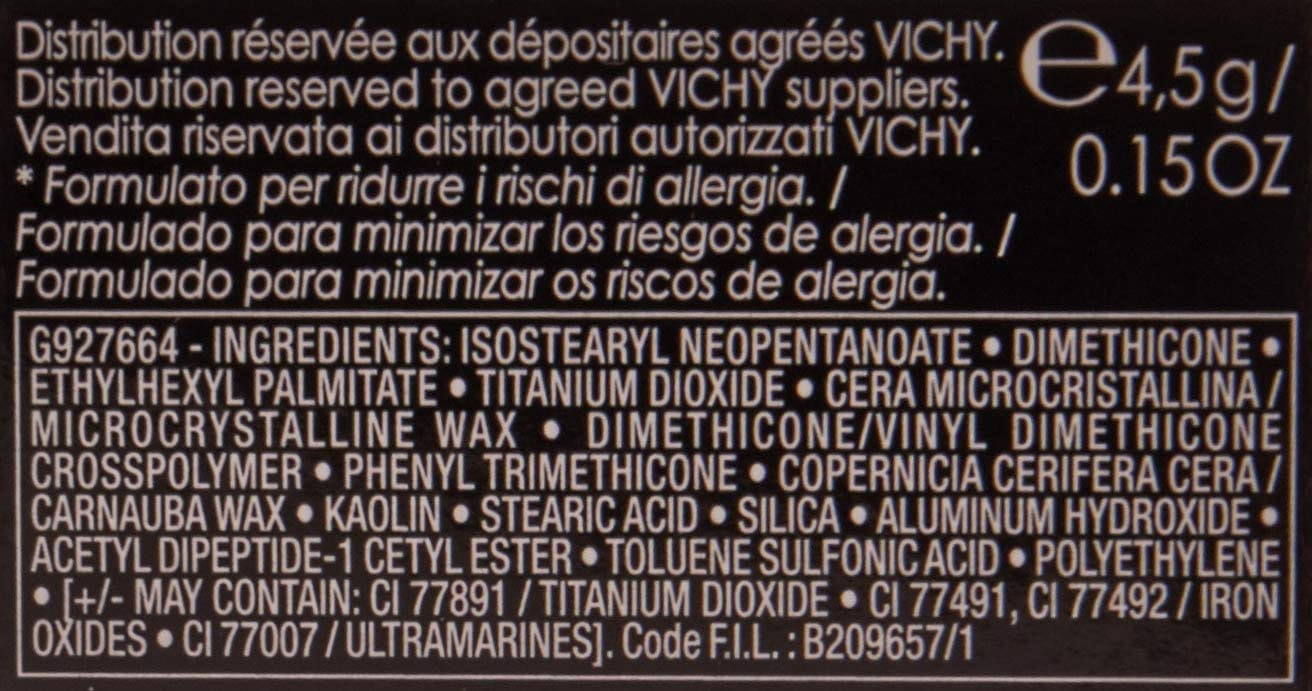 Distribution réservée aux dépositaires agréés VICHY.
Distribution reserved to agreed VICHY suppliers.
Vendita riservata ai distributori autorizzati VICHY.
* Formulato per ridurre i rischi di allergia. /
Formulado para minimizar los riesgos de alergia. /
Formulado para minimizar os riscos de alergia.
e4,5g/
0.15OZ
G927664 - INGREDIENTS: ISOSTEARYL NEOPENTANOATE • DIMETHICONE •
ETHYLHEXYL PALMITATE • TITANIUM DIOXIDE • CERA MICROCRISTALLINA /
MICROCRYSTALLINE WAX • DIMETHICONE/VINYL DIMETHICONE
CROSSPOLYMER • PHENYL TRIMETHICONE • COPERNICIA CERIFERA CERA /
CARNAUBA WAX • KAOLIN • STEARIC ACID • SILICA • ALUMINUM HYDROXIDE •
ACETYL DIPEPTIDE-1 CETYL ESTER • TOLUENE SULFONIC ACID • POLYETHYLENE
• [+/- MAY CONTAIN: CI 77891 / TITANIUM DIOXIDE • CI 77491, CI 77492 / IRON
OXIDES • CI 77007 / ULTRAMARINES]. Code F.I.L. : B209657/1